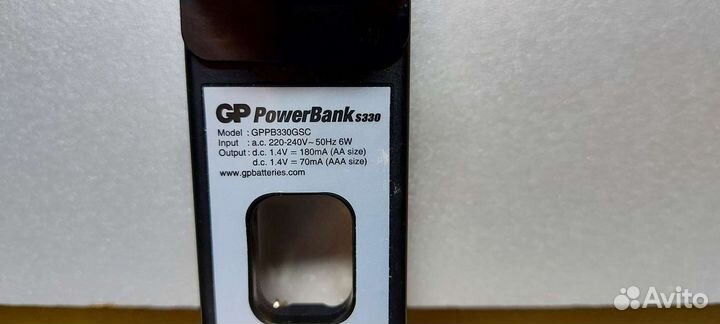 GP PowerBank S330
Model : GPPB330GSC
Input : a.c. 220-240V~50Hz 6W
Output : d.c. 1.4V = 180mA (AA size)
d.c. 1.4V = 70mA (AAA size)
www.gpbatteries.com
Avito